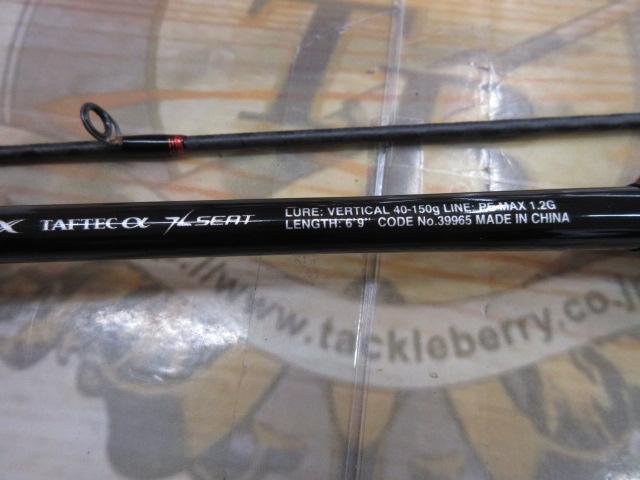 X TAFTECα X SEAT
LURE: VERTICAL 40-150g LINE: PE MAX 1.2G
LENGTH: 6'9" CODE No.39965 MADE IN CHINA
www.tackleberry.co.j